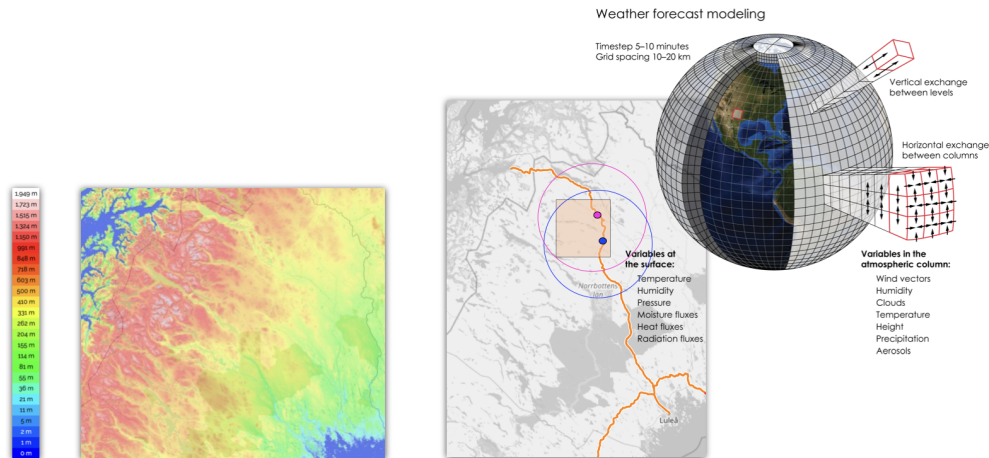 Weather forecast modeling
Timestep 5–10 minutes
Grid spacing 10–20 km
Vertical exchange
between levels
Horizontal exchange
between columns
Variables at
the surface:
Temperature
Humidity
Pressure
Moisture fluxes
Heat fluxes
Radiation fluxes
Variables in the
atmospheric column:
Wind vectors
Humidity
Clouds
Temperature
Height
Precipitation
Aerosols
Norrbottens
län
Luleå
1,949 m
1,723 m
1,515 m
1,324 m
1,150 m
991 m
848 m
718 m
603 m
500 m
410 m
331 m
262 m
204 m
155 m
114 m
81 m
55 m
36 m
21 m
11 m
5 m
2 m
1 m
0 m